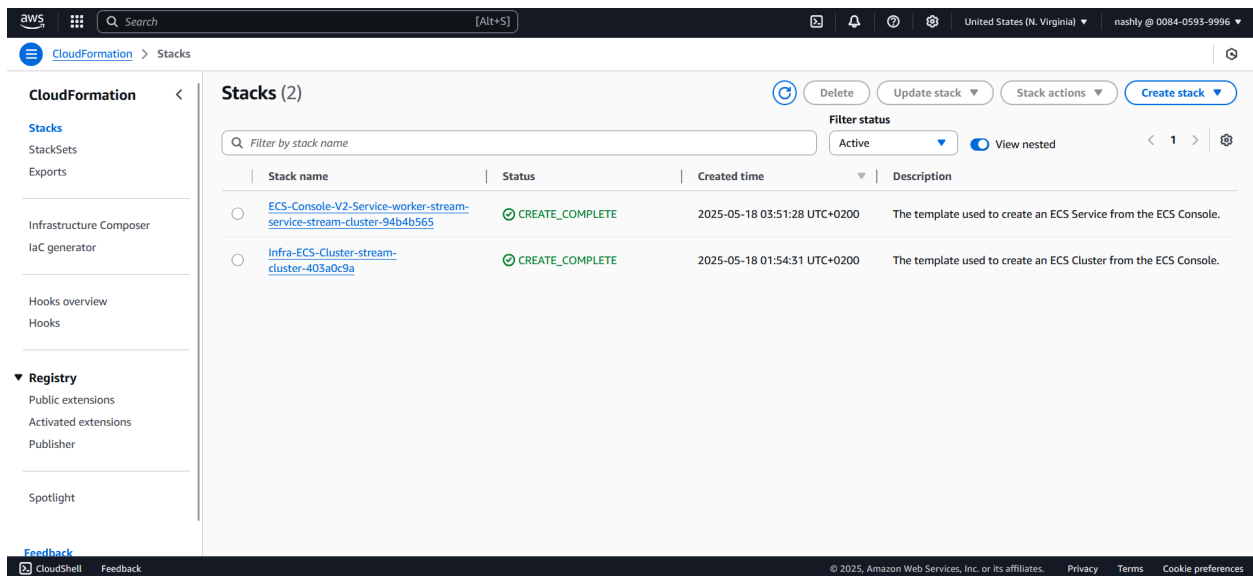 aws
Search
[Alt+S]
United States (N. Virginia)
nashly @ 0084-0593-9996
CloudFormation > Stacks
CloudFormation
Stacks
StackSets
Exports
Infrastructure Composer
IaC generator
Hooks overview
Hooks
Registry
Public extensions
Activated extensions
Publisher
Spotlight
Feedback
Stacks (2)
Delete
Update stack
Stack actions
Create stack
Filter status
Filter by stack name
Active
View nested
1
Stack name
Status
Created time
Description
ECS-Console-V2-Service-worker-stream-
service-stream-cluster-94b4b565
CREATE_COMPLETE
2025-05-18 03:51:28 UTC+0200
The template used to create an ECS Service from the ECS Console.
Infra-ECS-Cluster-stream-
cluster-403a0c9a
CREATE_COMPLETE
2025-05-18 01:54:31 UTC+0200
The template used to create an ECS Cluster from the ECS Console.
CloudShell
Feedback
© 2025, Amazon Web Services, Inc. or its affiliates.
Privacy
Terms
Cookie preferences